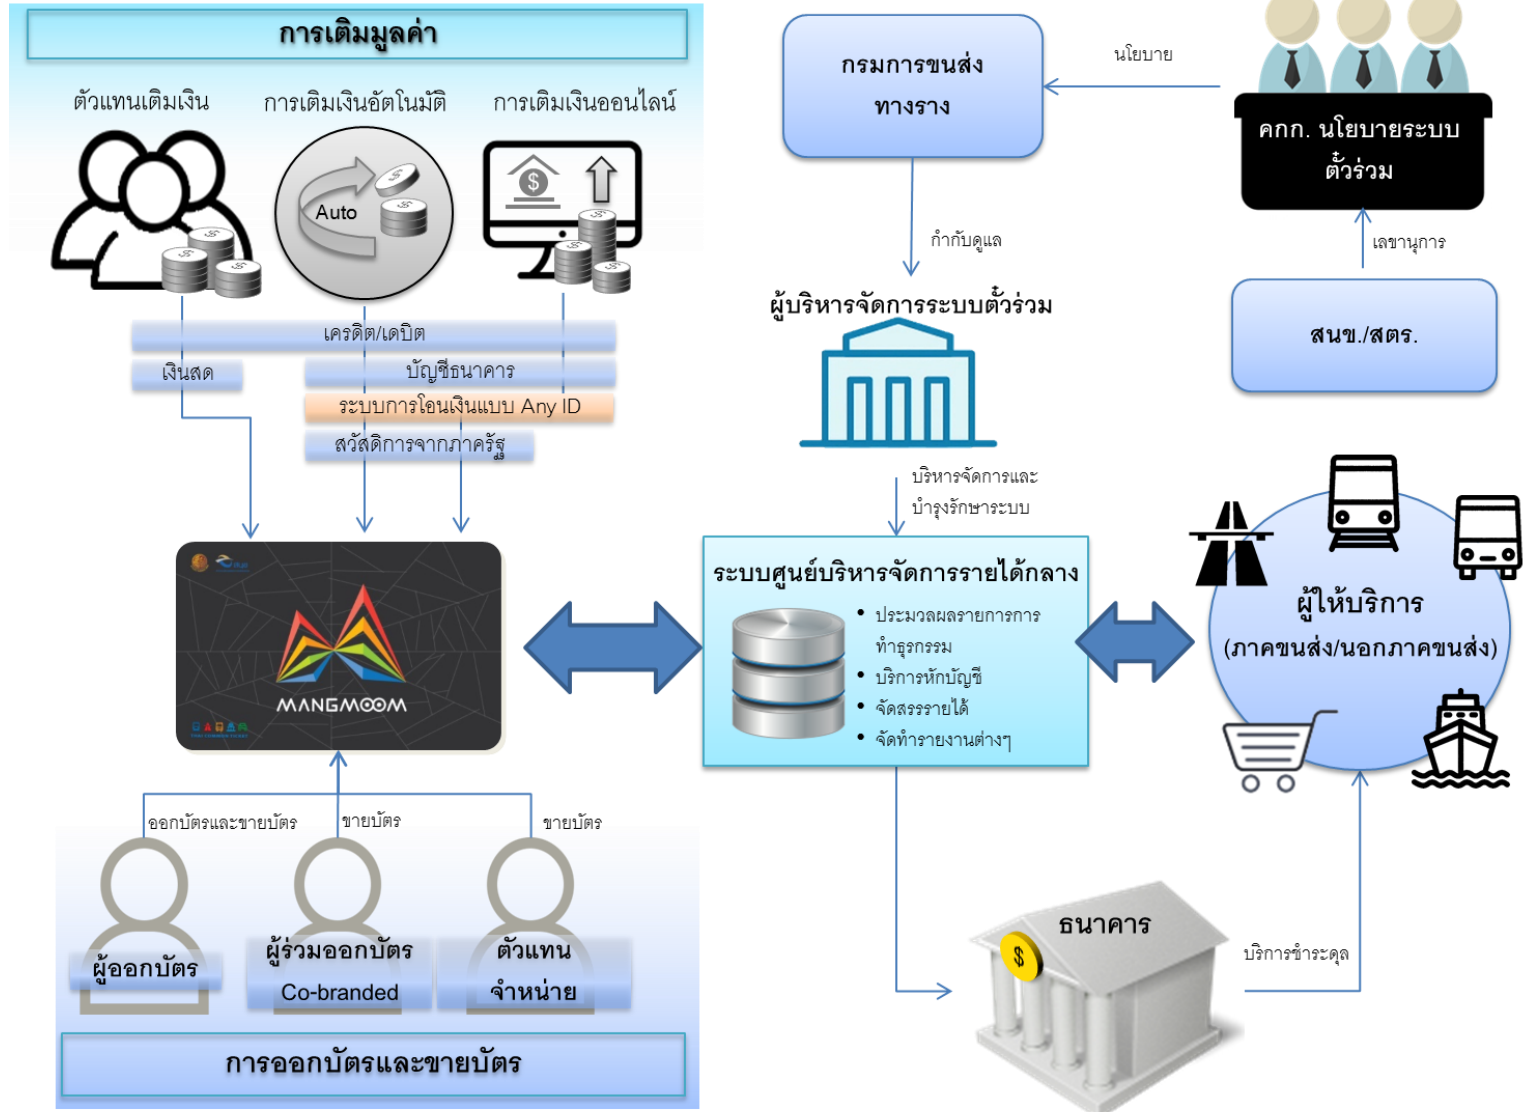 การเติมมูลค่า
ตัวแทนเติมเงิน
การเติมเงินอัตโนมัติ
การเติมเงินออนไลน์
Auto
เครดิต/เดบิต
เงินสด
บัญชีธนาคาร
ระบบการโอนเงินแบบ Any ID
สวัสดิการจากภาครัฐ
MANGMOOM
ออกบัตรและขายบัตร
ขายบัตร
ขายบัตร
ผู้ออกบัตร
ผู้ร่วมออกบัตร
Co-branded
ตัวแทน
จำหน่าย
การออกบัตรและขายบัตร
กรมการขนส่ง
ทางราง
นโยบาย
คกก. นโยบายระบบ
ตั๋วร่วม
เลขานุการ
สนข./สตร.
กำกับดูแล
ผู้บริหารจัดการระบบตั๋วร่วม
บริหารจัดการและ
บำรุงรักษาระบบ
ระบบศูนย์บริหารจัดการรายได้กลาง
• ประมวลผลรายการการ
ทำธุรกรรม
• บริการหักบัญชี
• จัดสรรรายได้
• จัดทำรายงานต่างๆ
ผู้ให้บริการ
(ภาคขนส่ง/นอกภาคขนส่ง)
ธนาคาร
$
บริการชำระดุล